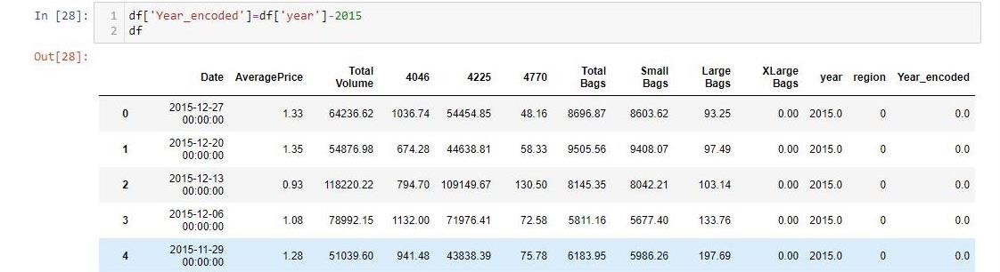 In [28]: 1 df['Year_encoded']=df['year']-2015
2 df
Out[28]:
Date AveragePrice Total Volume 4046 4225 4770 Total Bags Small Bags Large Bags XLarge Bags year region Year_encoded
0 2015-12-27 00:00:00 1.33 64236.62 1036.74 54454.85 48.16 8696.87 8603.62 93.25 0.00 2015.0 0 0.0
1 2015-12-20 00:00:00 1.35 54876.98 674.28 44638.81 58.33 9505.56 9408.07 97.49 0.00 2015.0 0 0.0
2 2015-12-13 00:00:00 0.93 118220.22 794.70 109149.67 130.50 8145.35 8042.21 103.14 0.00 2015.0 0 0.0
3 2015-12-06 00:00:00 1.08 78992.15 1132.00 71976.41 72.58 5811.16 5677.40 133.76 0.00 2015.0 0 0.0
4 2015-11-29 00:00:00 1.28 51039.60 941.48 43838.39 75.78 6183.95 5986.26 197.69 0.00 2015.0 0 0.0